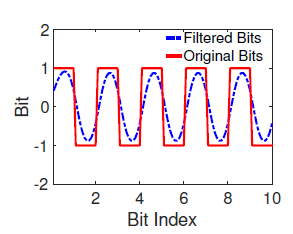 2
Filtered Bits
Original Bits
1
0
-1
-2
Bit
2 4 6 8 10
Bit Index